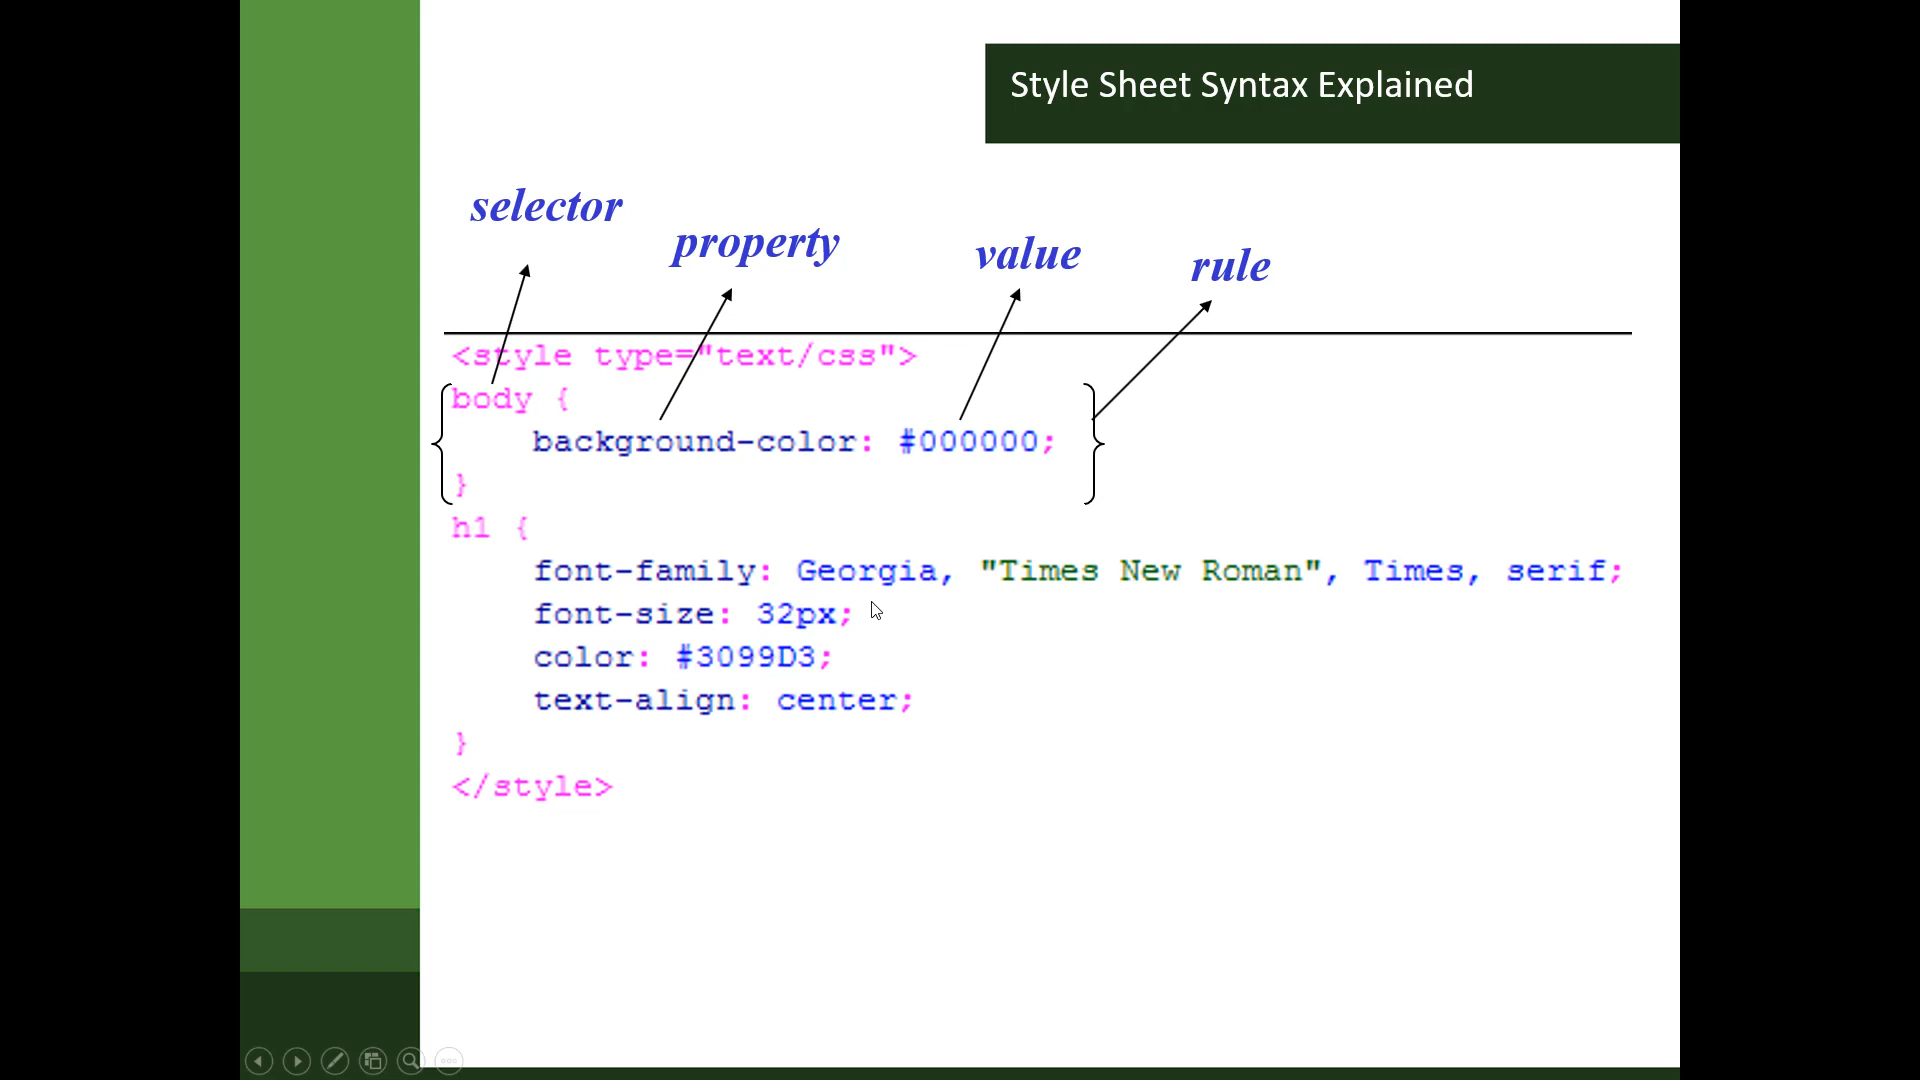 Style Sheet Syntax Explained
selector
property
value
rule
<style type="text/css">
body {
background-color: #000000;
}
h1 {
font-family: Georgia, "Times New Roman", Times, serif;
font-size: 32px;
color: #3099D3;
text-align: center;
}
</style>